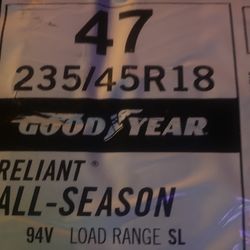 47
235/45R18
GOODYEAR
RELIANT®
ALL-SEASON
94V LOAD RANGE SL